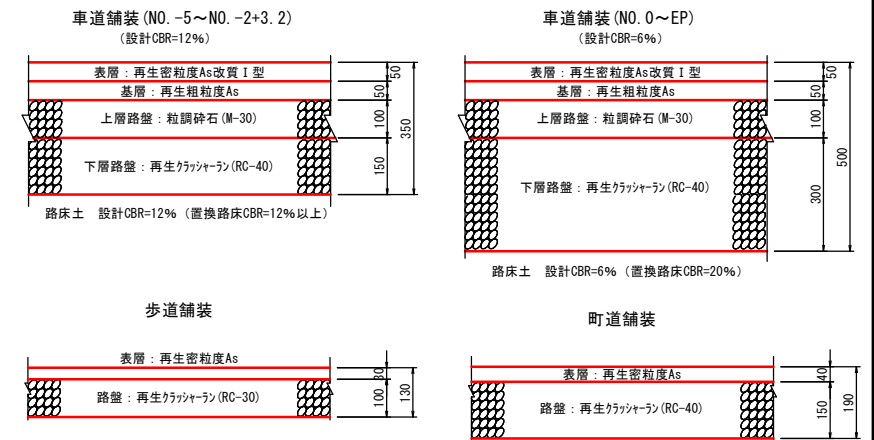 車道舗装(NO.-5～NO.-2+3.2)
(設計CBR=12%)
表層：再生密粒度As改質Ⅰ型
基層：再生粗粒度As
上層路盤：粒調砕石(M-30)
下層路盤：再生ｸﾗｯｼｬｰﾗﾝ(RC-40)
50
50
100
150
350
路床土　設計CBR=12%（置換路床CBR=12%以上）
車道舗装(NO.0～EP)
(設計CBR=6%)
表層：再生密粒度As改質Ⅰ型
基層：再生粗粒度As
上層路盤：粒調砕石(M-30)
下層路盤：再生ｸﾗｯｼｬｰﾗﾝ(RC-40)
50
50
100
300
500
路床土　設計CBR=6%（置換路床CBR=20%）
歩道舗装
表層：再生密粒度As
路盤：再生ｸﾗｯｼｬｰﾗﾝ(RC-30)
30
100
130
町道舗装
表層：再生密粒度As
路盤：再生ｸﾗｯｼｬｰﾗﾝ(RC-40)
40
150
190